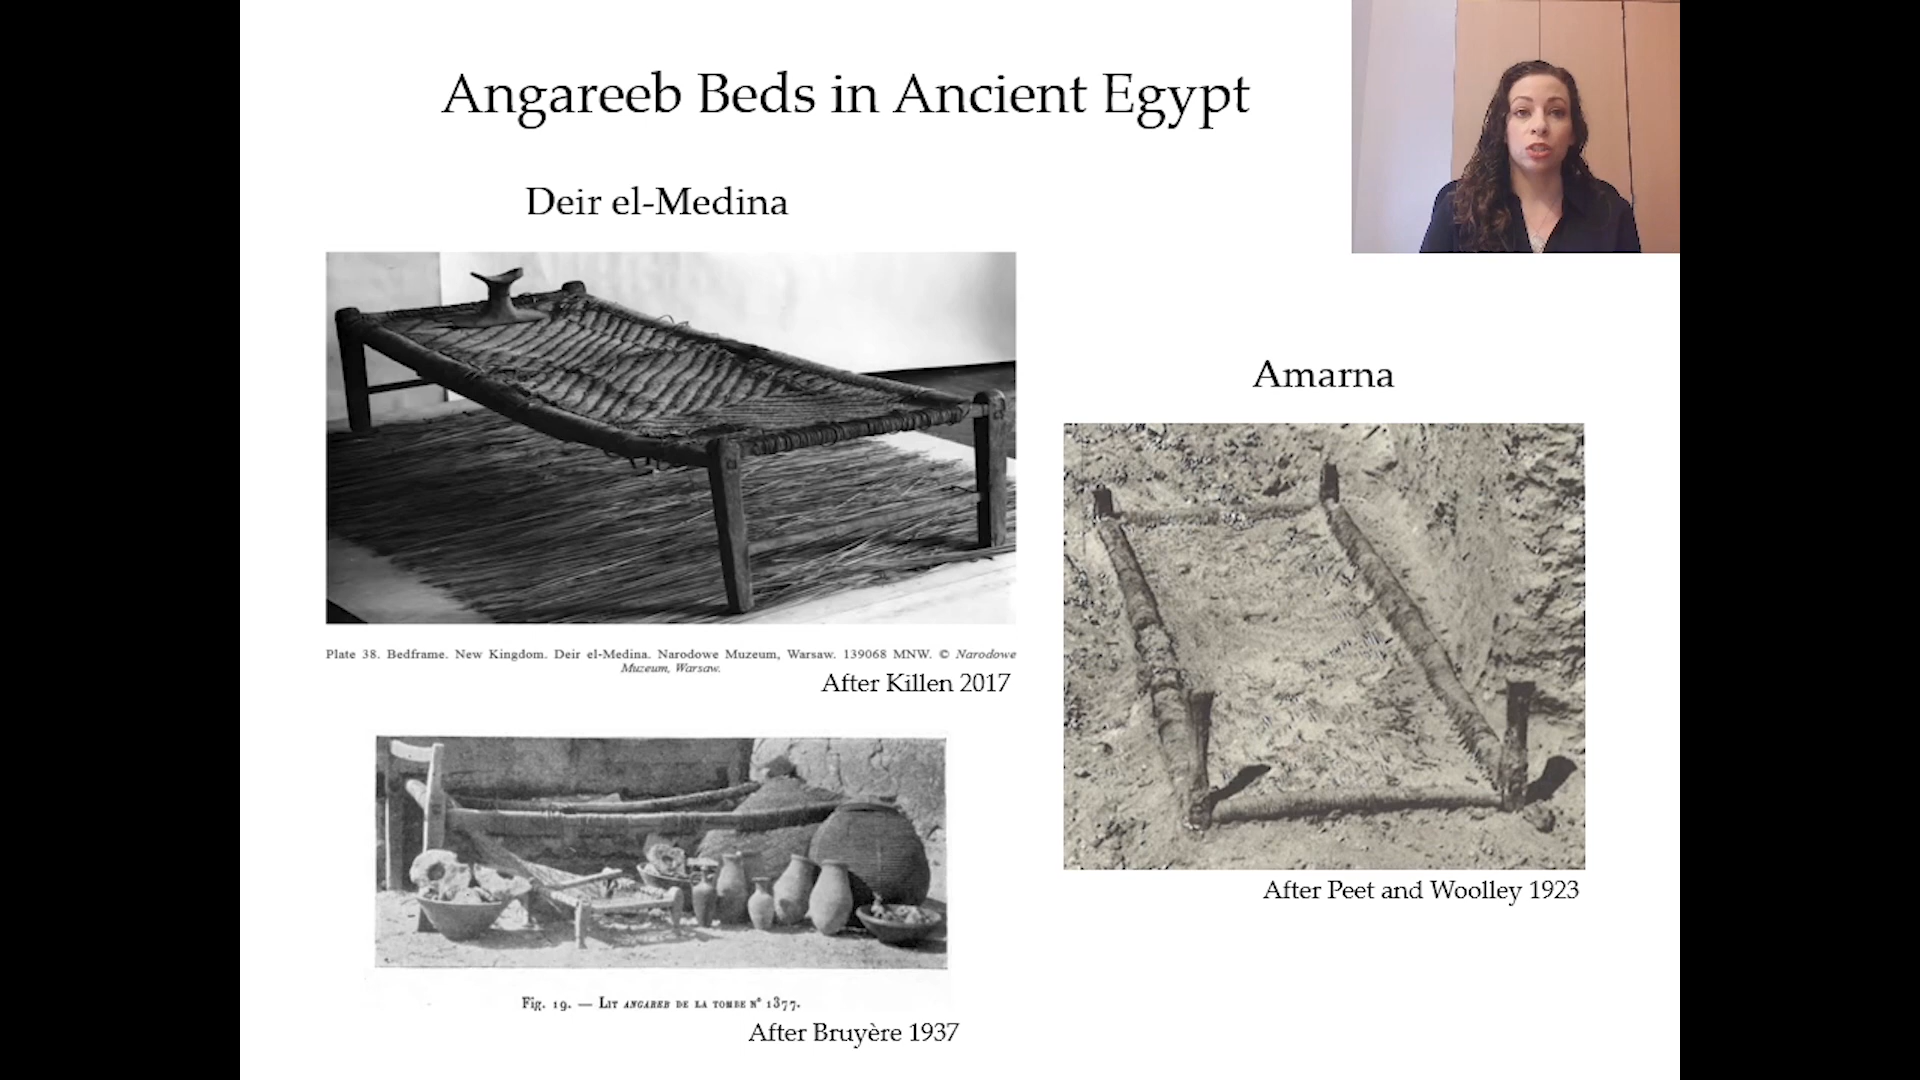 Angareeb Beds in Ancient Egypt
Deir el-Medina
Plate 38. Bedframe. New Kingdom. Deir el-Medina. Narodowe Muzeum, Warsaw. 139068 MNW. © Narodowe
Muzeum, Warsaw.
After Killen 2017
Fig. 19. — LIT ANGAREB DE LA TOMBE N° 1377.
After Bruyère 1937
Amarna
After Peet and Woolley 1923